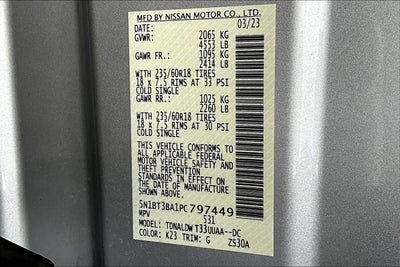 MFD BY NISSAN MOTOR CO., LTD.
DATE: 03/23
GVWR: 2065 KG
4553 LB
GAWR FR.: 1095 KG
2414 LB
WITH 235/60R18 TIRES
18 x 7.5 RIMS AT 33 PSI
COLD SINGLE
GAWR RR.: 1025 KG
2260 LB
WITH 235/60R18 TIRES
18 x 7.5 RIMS AT 30 PSI
COLD SINGLE
THIS VEHICLE CONFORMS TO
ALL APPLICABLE FEDERAL
MOTOR VEHICLE SAFETY AND
THEFT PREVENTION
STANDARDS IN EFFECT ON
THE DATE OF MANUFACTURE
SHOWN ABOVE.
5N1BT3BA1PC797449
MPV 531
MODEL: TDNALDWT33UUAA--DC
COLOR: K23 TRIM: G ZS30A